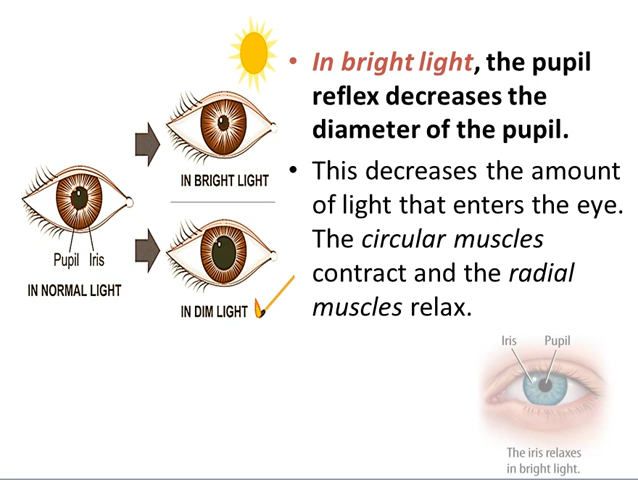 • In bright light, the pupil
reflex decreases the
diameter of the pupil.
• This decreases the amount
of light that enters the eye.
The circular muscles
contract and the radial
muscles relax.
IN BRIGHT LIGHT
Pupil Iris
IN NORMAL LIGHT
IN DIM LIGHT
Iris Pupil
The iris relaxes
in bright light.